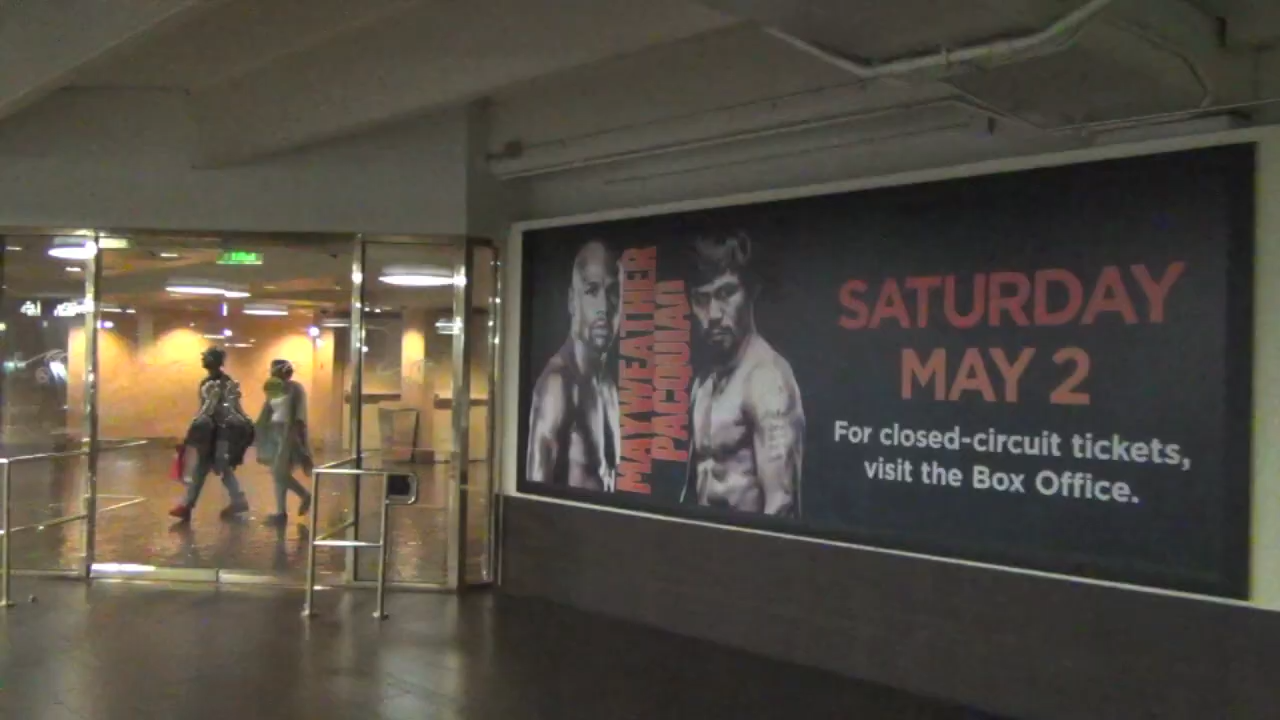 MAYWEATHER
PACQUIAO
SATURDAY
MAY 2
For closed-circuit tickets,
visit the Box Office.